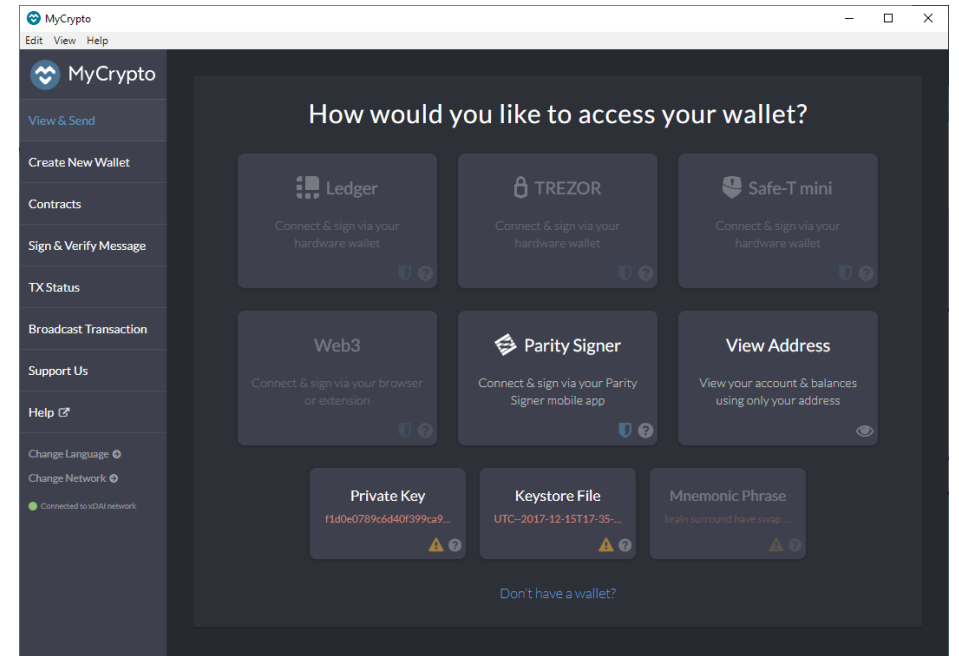 MyCrypto
Edit View Help
MyCrypto
View & Send
Create New Wallet
Contracts
Sign & Verify Message
TX Status
Broadcast Transaction
Support Us
Help
Change Language
Change Network
Connected to xDAI network
How would you like to access your wallet?
Ledger
Connect & sign via your
hardware wallet
TREZOR
Connect & sign via your
hardware wallet
Safe-T mini
Connect & sign via your
hardware wallet
Web3
Connect & sign via your browser
or extension
Parity Signer
Connect & sign via your Parity
Signer mobile app
View Address
View your account & balances
using only your address
Private Key
f1d0e0789c6d40f399ca9...
Keystore File
UTC--2017-12-15T17-35-...
Mnemonic Phrase
brain surround have swap ...
Don't have a wallet?